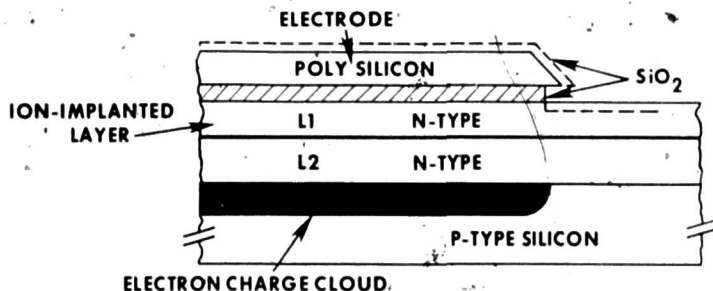 ELECTRODE
POLY SILICON
SiO2
ION-IMPLANTED
LAYER
L1 N-TYPE
L2 N-TYPE
P-TYPE SILICON
ELECTRON CHARGE CLOUD